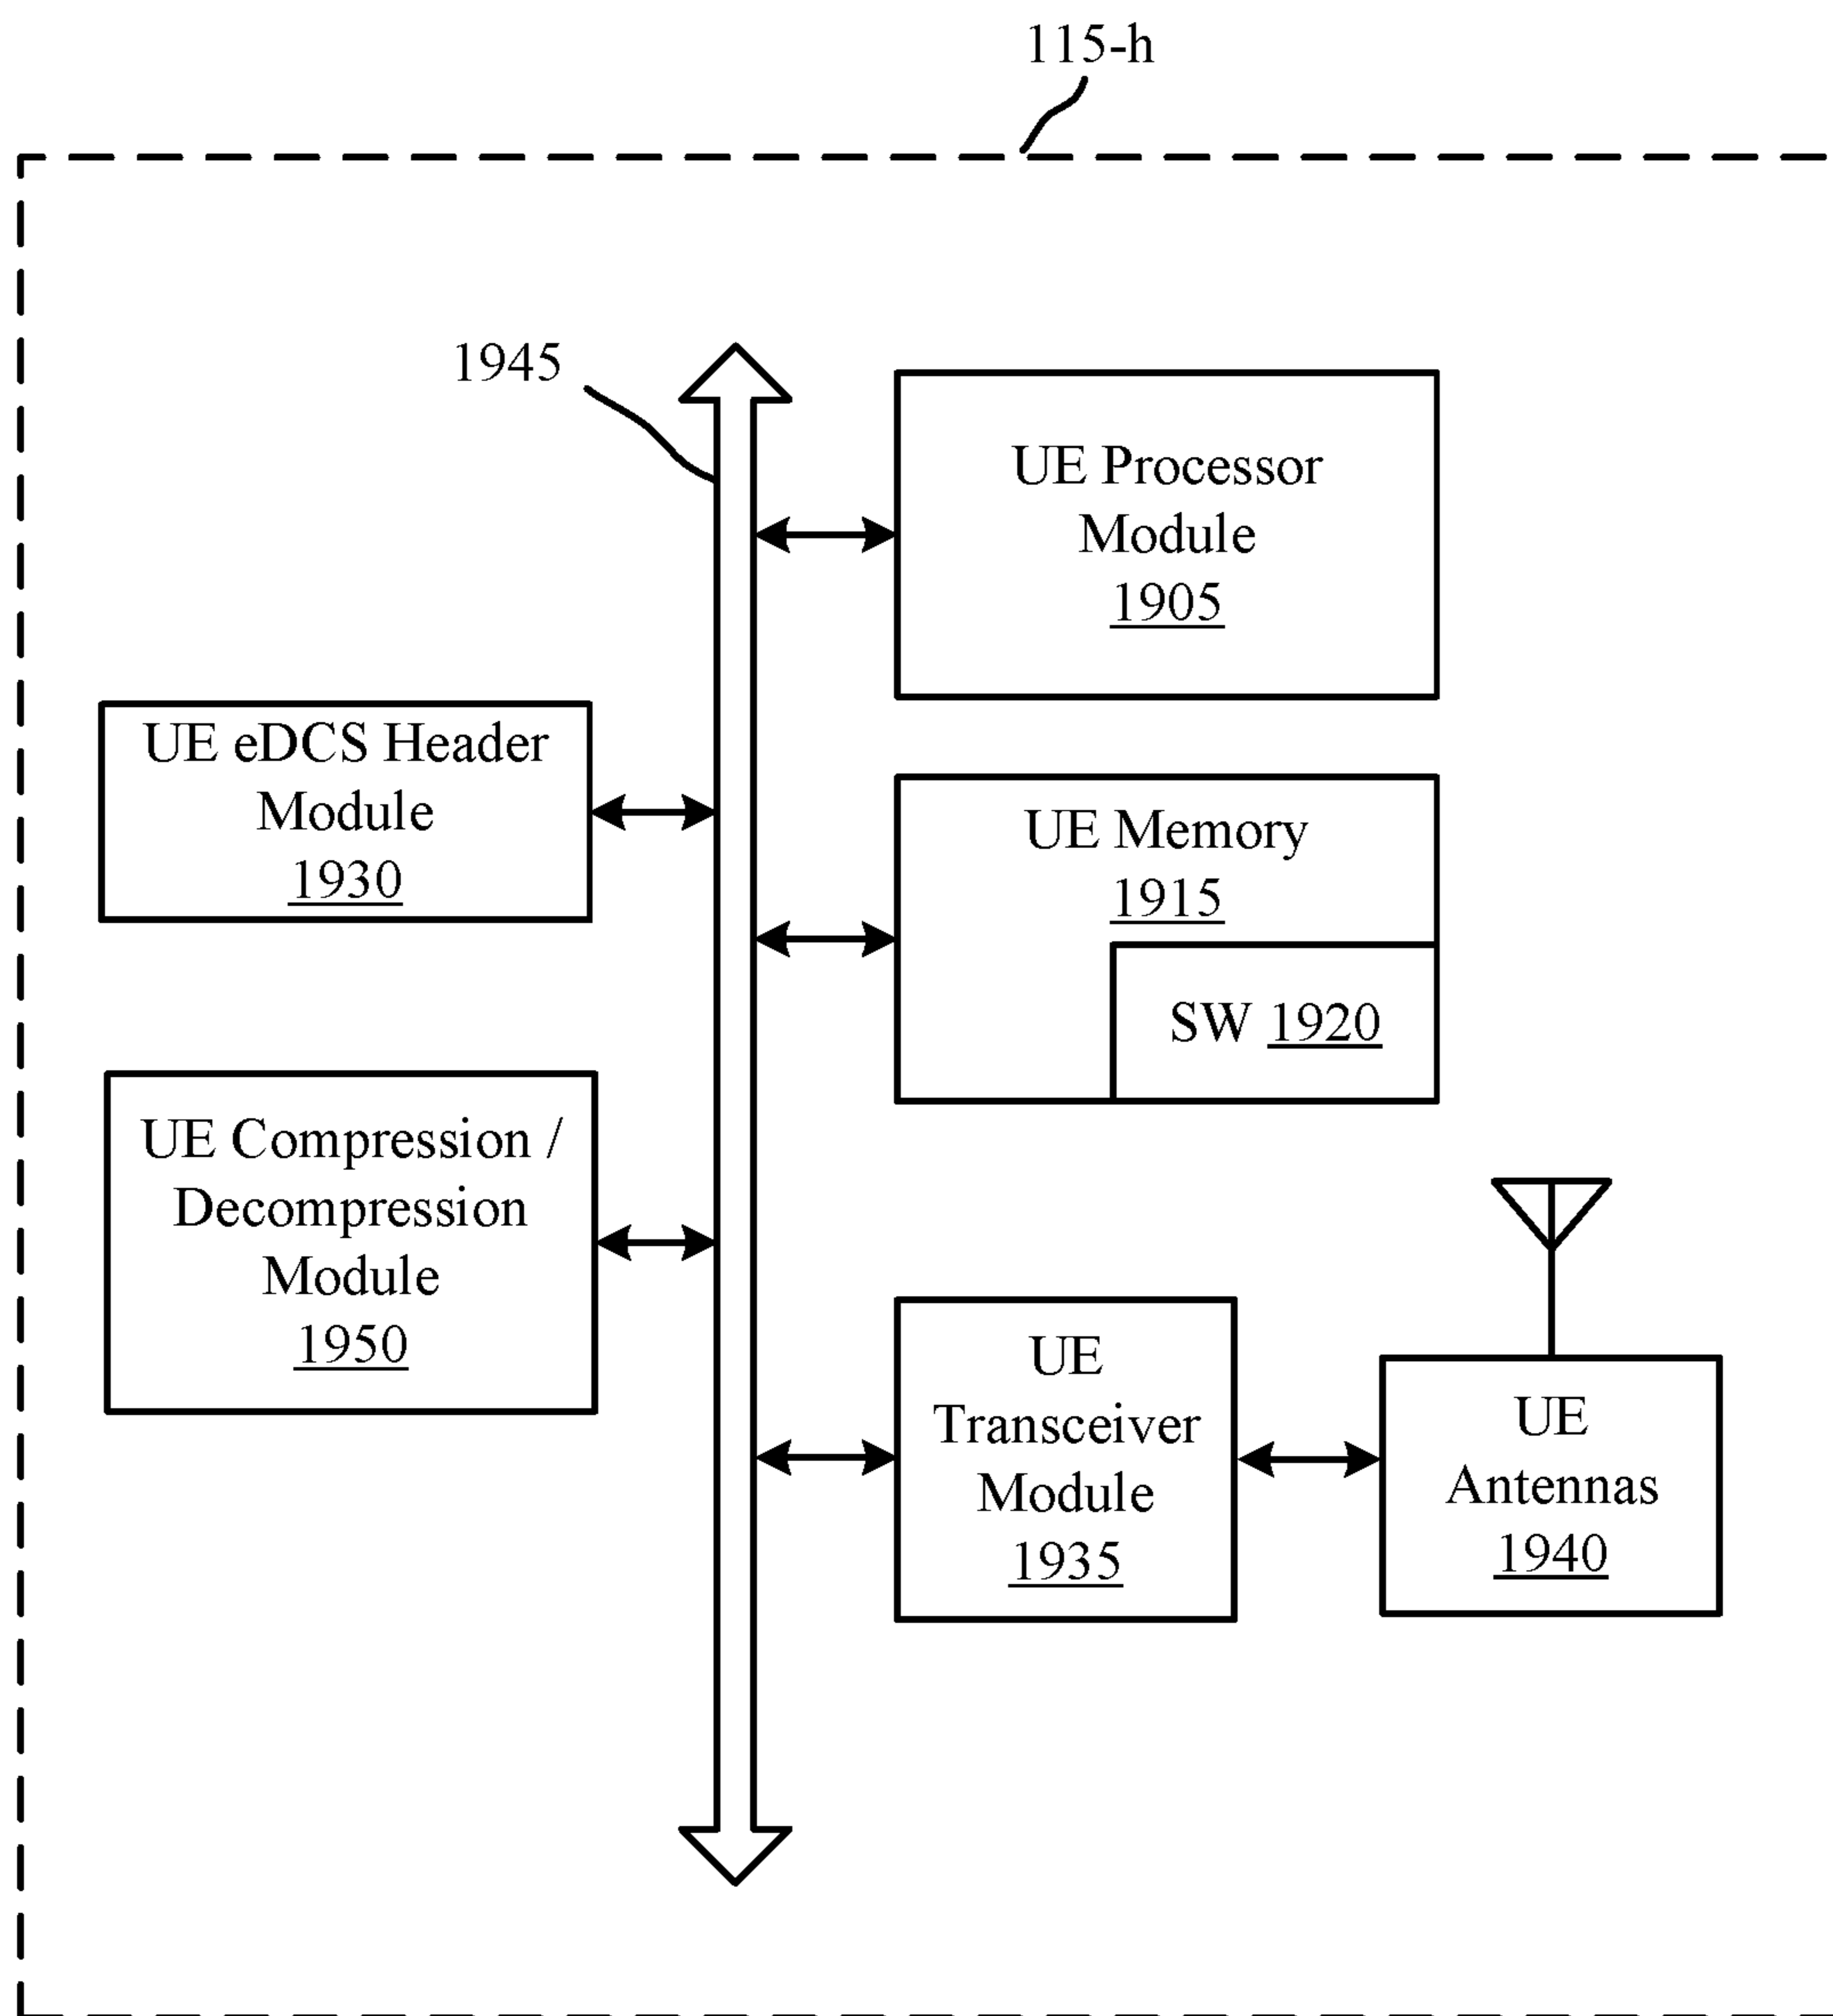 115-h
1945
UE Processor
Module
1905
UE eDCS Header
Module
1930
UE Memory
1915
SW 1920
UE Compression /
Decompression
Module
1950
UE
Transceiver
Module
1935
UE
Antennas
1940